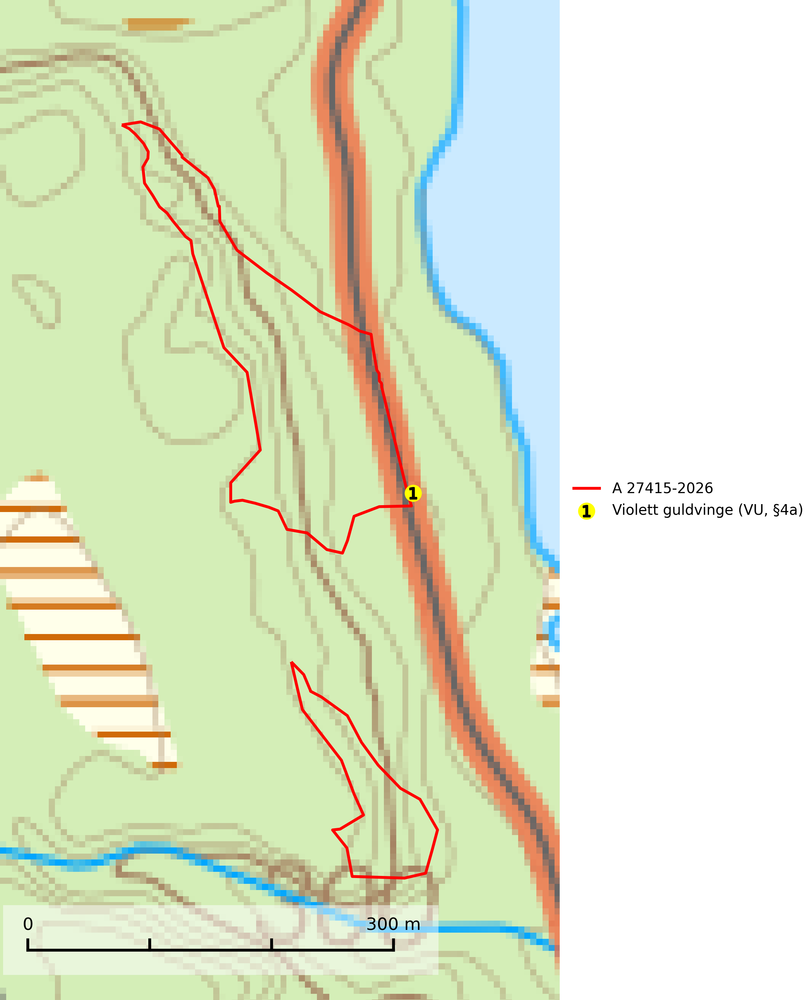 1
A 27415-2026
1 Violett guldvinge (VU, §4a)
0 300 m